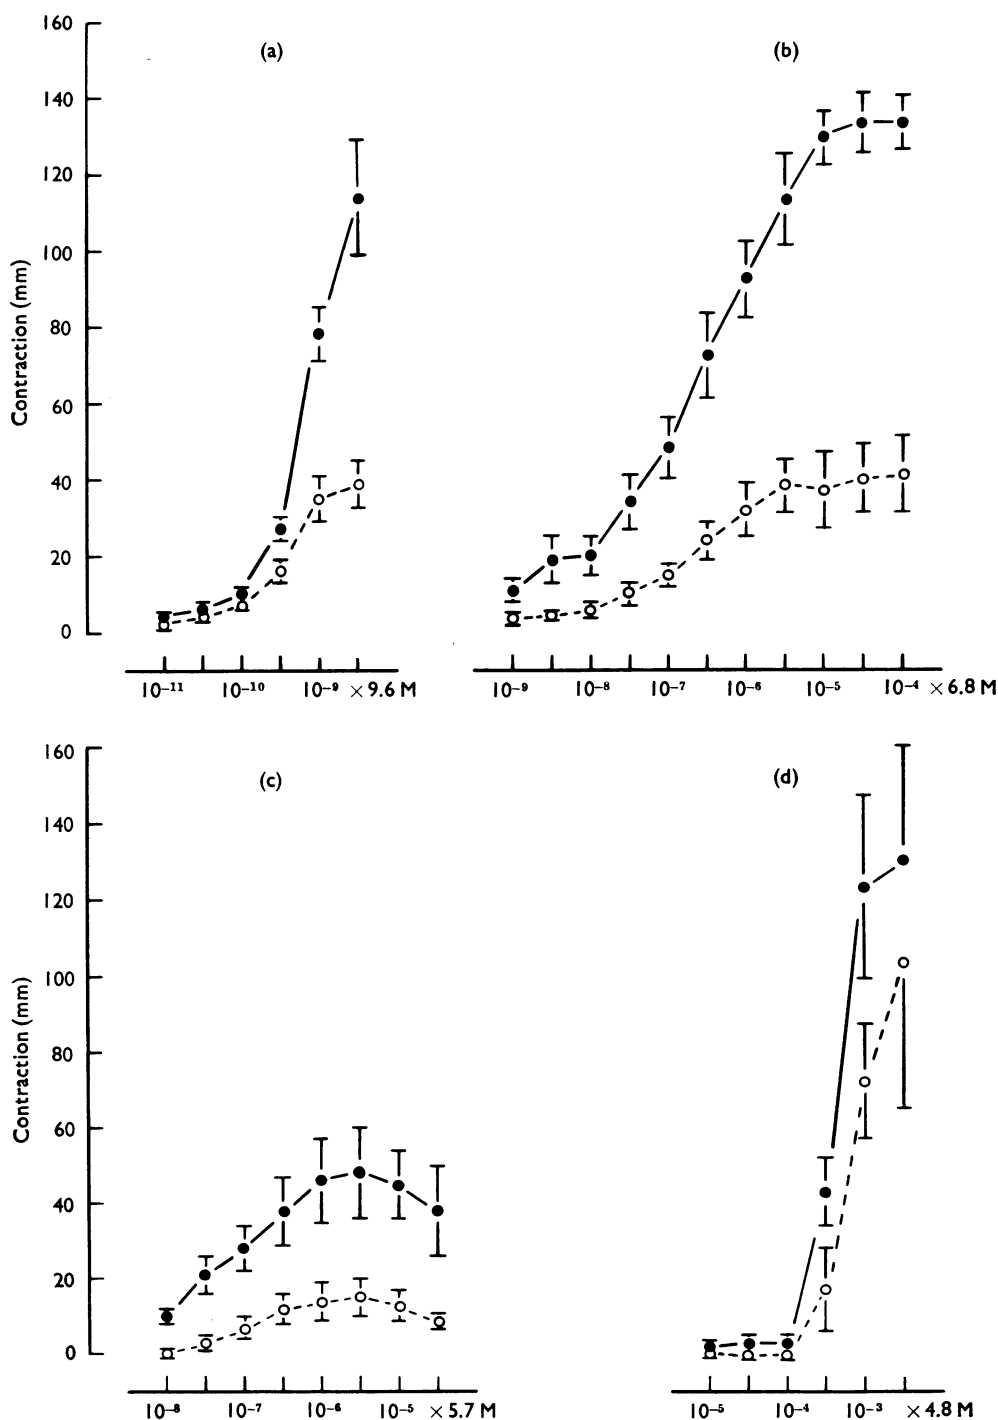 160
(a)
(b)
140
120
100
80
60
40
20
0
Contraction (mm)
10⁻¹¹ 10⁻¹⁰ 10⁻⁹ ×9.6 M
10⁻⁹ 10⁻⁸ 10⁻⁷ 10⁻⁶ 10⁻⁵ 10⁻⁴ ×6.8 M
160
(c)
(d)
140
120
100
80
60
40
20
0
Contraction (mm)
10⁻⁸ 10⁻⁷ 10⁻⁶ 10⁻⁵ ×5.7 M
10⁻⁵ 10⁻⁴ 10⁻³ ×4.8 M